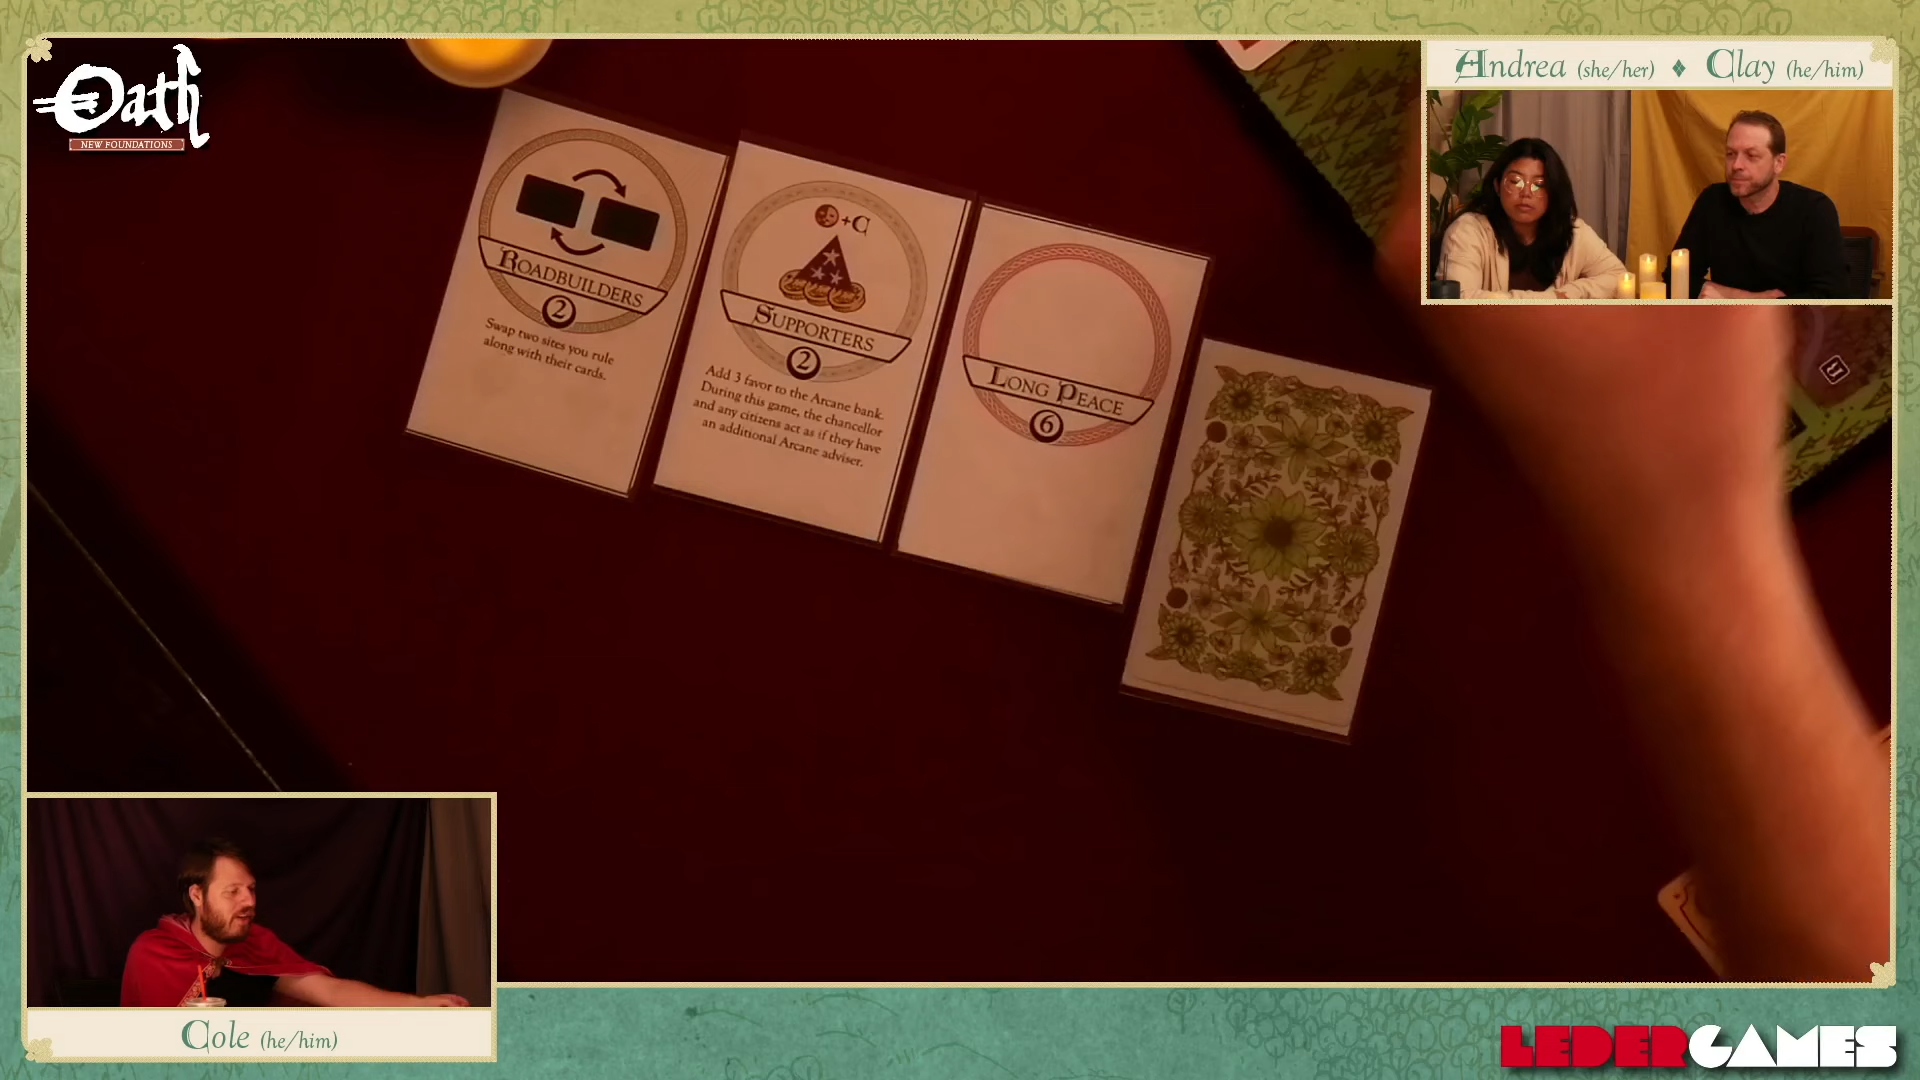 Oath
NEW FOUNDATIONS
Andrea (she/her) ♦ Clay (he/him)
ROADBUILDERS
2
Swap two sites you rule
along with their cards.
+C
SUPPORTERS
2
Add 3 favor to the Arcane bank.
During this game, the chancellor
and any citizens act as if they have
an additional Arcane adviser.
LONG PEACE
6
Cole (he/him)
LEDERGAMES